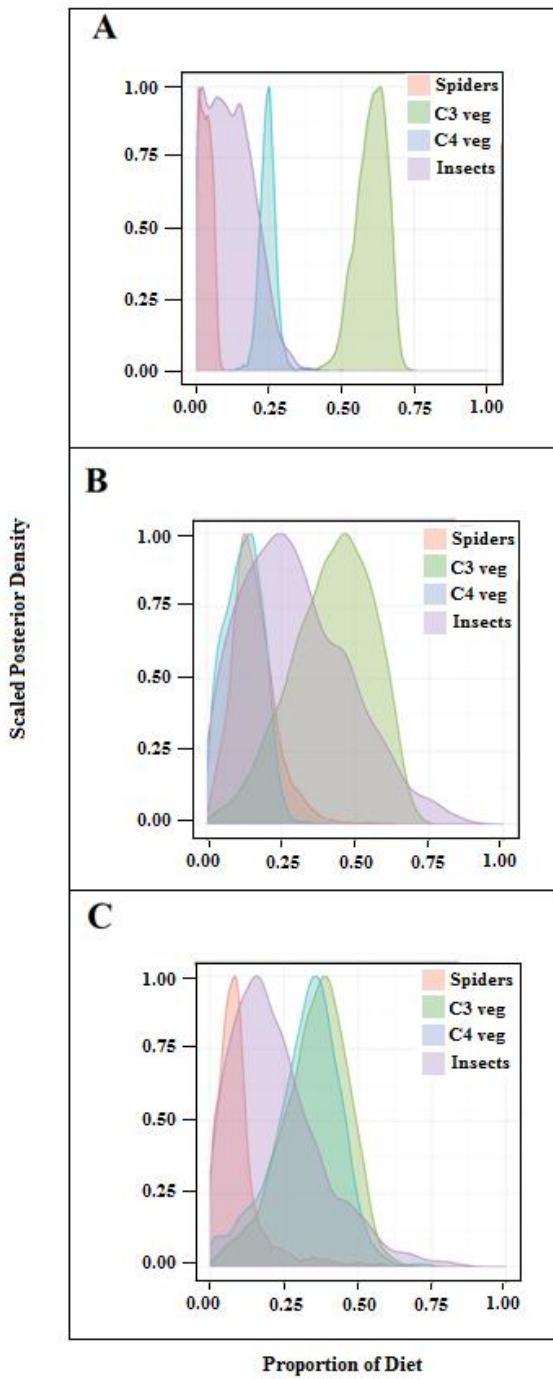 A
Spiders
C3 veg
C4 veg
Insects
1.00
0.75
0.50
0.25
0.00
0.00 0.25 0.50 0.75 1.00
B
Spiders
C3 veg
C4 veg
Insects
1.00
0.75
0.50
0.25
0.00
0.00 0.25 0.50 0.75 1.00
C
Spiders
C3 veg
C4 veg
Insects
1.00
0.75
0.50
0.25
0.00
0.00 0.25 0.50 0.75 1.00
Scaled Posterior Density
Proportion of Diet